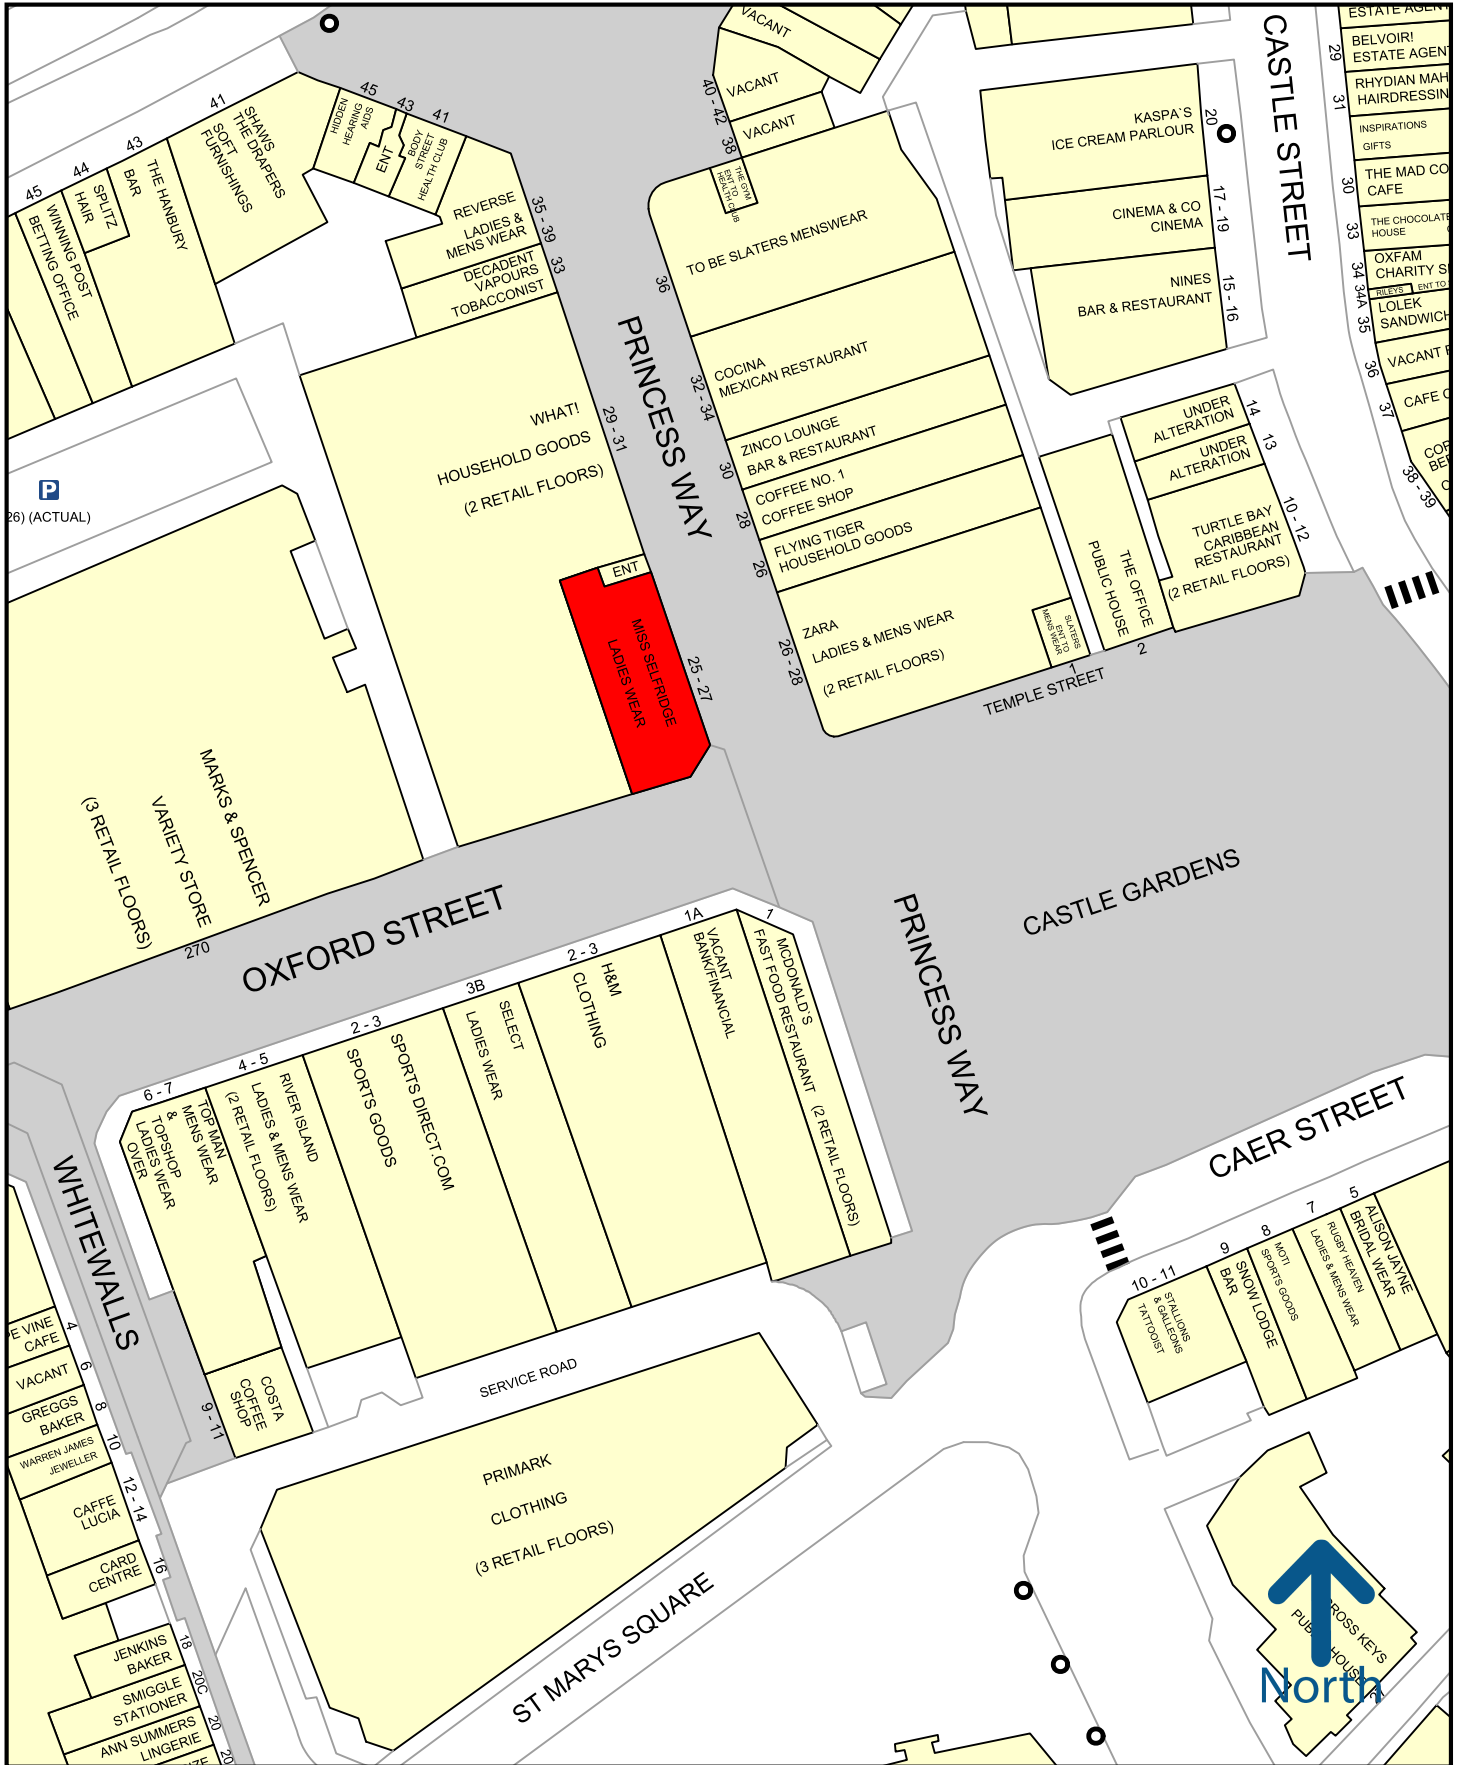 VACANT
VACANT
VACANT
40 - 42
38
THE GYM
ENT TO
HEALTH CLUB
TO BE SLATERS MENSWEAR
36
COCINA
MEXICAN RESTAURANT
32 - 34
ZINCO LOUNGE
BAR & RESTAURANT
30
COFFEE NO. 1
COFFEE SHOP
28
FLYING TIGER
HOUSEHOLD GOODS
26
ZARA
LADIES & MENS WEAR
(2 RETAIL FLOORS)
26 - 28
SLATERS
ENT TO
MENS WEAR
1
TEMPLE STREET
2
THE OFFICE
PUBLIC HOUSE
KASPA`S
ICE CREAM PARLOUR
20
CINEMA & CO
CINEMA
17 - 19
NINES
BAR & RESTAURANT
15 - 16
UNDER
ALTERATION
14
UNDER
ALTERATION
13
TURTLE BAY
CARIBBEAN
RESTAURANT
(2 RETAIL FLOORS)
10 - 12
CASTLE STREET
ESTATE AGEN
BELVOIR!
ESTATE AGEN
29
RHYDIAN MAH
HAIRDRESSIN
31
INSPIRATIONS
GIFTS
THE MAD CO
CAFE
30 -
THE CHOCOLATE
HOUSE
33
OXFAM
CHARITY S
34
RILEYS
ENT TO
34A
LOLEK
SANDWICH
35
VACANT
36
CAFE
37
38 - 39
45
44
43
41
WINNING POST
BETTING OFFICE
SPLITZ
HAIR
THE HANBURY
BAR
SHAWS
THE DRAPERS
SOFT
FURNISHINGS
45
43
41
HIDDEN
HEARING
AIDS
ENT
BODY
STREET
HEALTH CLUB
REVERSE
LADIES &
MENS WEAR
35 - 39
DECADENT
VAPOURS
TOBACCONIST
33
PRINCESS WAY
WHAT!
HOUSEHOLD GOODS
(2 RETAIL FLOORS)
29 - 31
ENT
MISS SELFRIDGE
LADIES WEAR
25 - 27
P
26) (ACTUAL)
MARKS & SPENCER
VARIETY STORE
(3 RETAIL FLOORS)
270
OXFORD STREET
CASTLE GARDENS
PRINCESS WAY
1
MCDONALD`S
FAST FOOD RESTAURANT
(2 RETAIL FLOORS)
1A
VACANT
BANK/FINANCIAL
2 - 3
H&M
CLOTHING
3B
SELECT
LADIES WEAR
2 - 3
SPORTS DIRECT.COM
SPORTS GOODS
4 - 5
RIVER ISLAND
LADIES & MENS WEAR
(2 RETAIL FLOORS)
6 - 7
TOP MAN
MENS WEAR
&
TOPSHOP
LADIES WEAR
OVER
COSTA
COFFEE
SHOP
9 - 11
WHITEWALLS
CAER STREET
5
ALISON JAYNE
BRIDAL WEAR
7
RUGBY HEAVEN
LADIES & MENS WEAR
8
MOTI
SPORTS GOODS
9
SNOW LODGE
BAR
10 - 11
STALLIONS
& GALLEONS
TATTOOIST
SERVICE ROAD
PRIMARK
CLOTHING
(3 RETAIL FLOORS)
ST MARYS SQUARE
PE VINE
CAFE
4
VACANT
6
GREGGS
BAKER
8
WARREN JAMES
JEWELLER
10
CAFFE
LUCIA
12 - 14
CARD
CENTRE
16
JENKINS
BAKER
18
SMIGGLE
STATIONER
20C
ANN SUMMERS
LINGERIE
20
20
ROSS KEYS
North